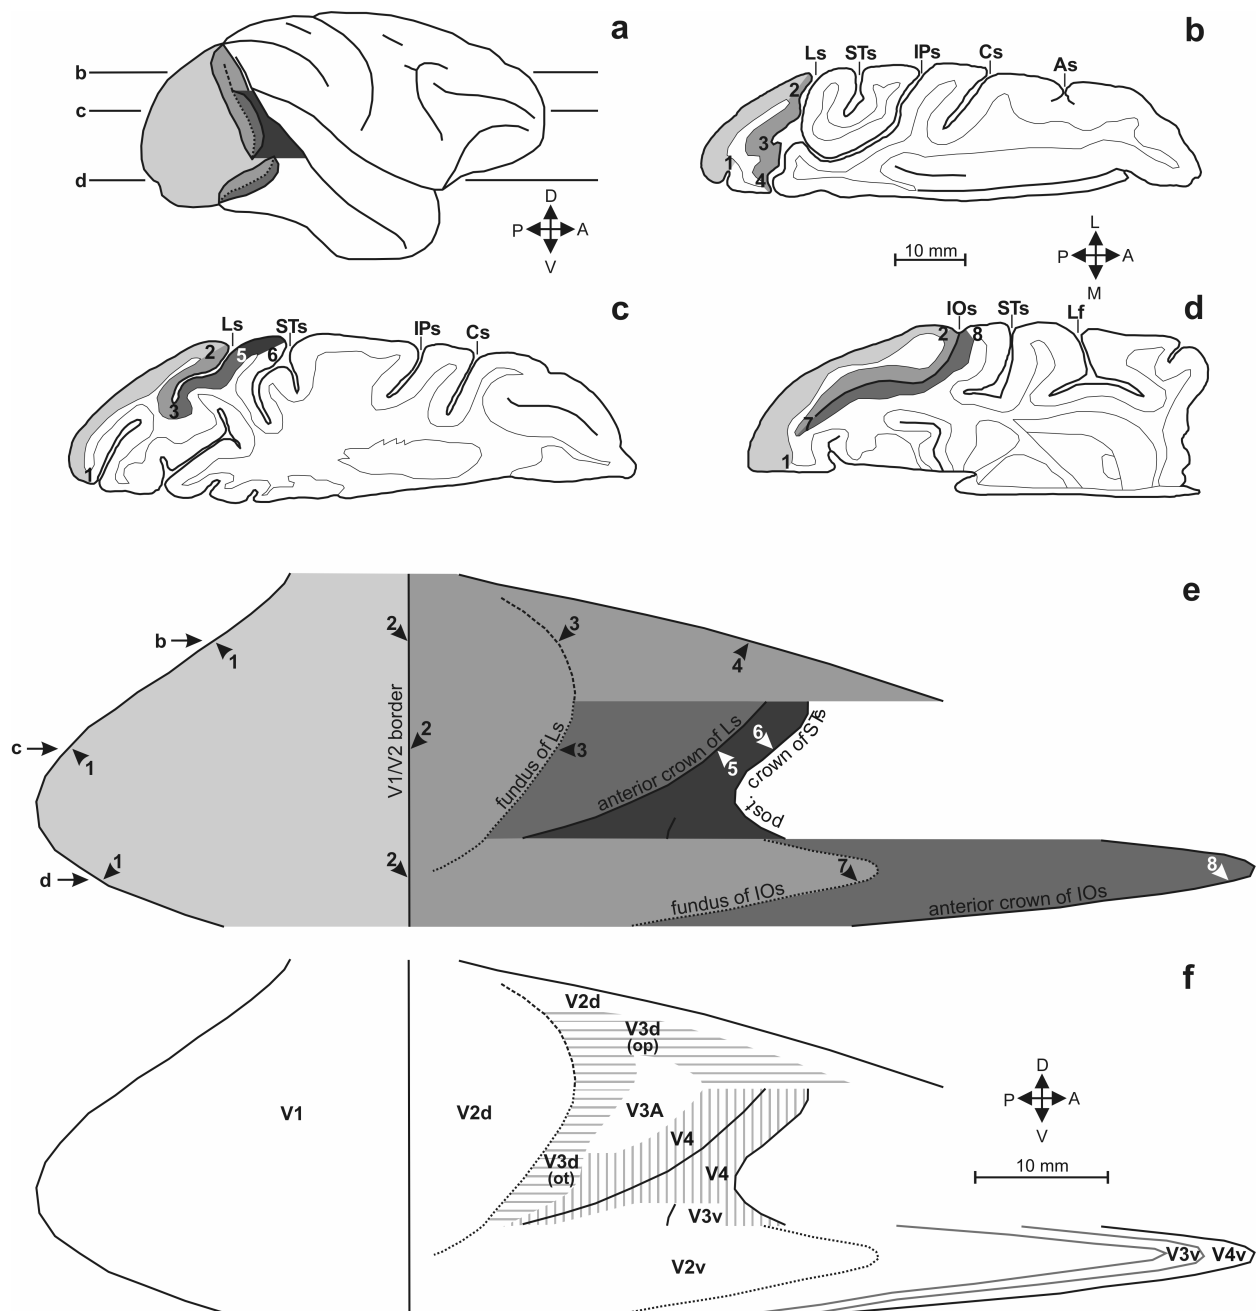 a
b
c
d
D
P A
V
b
Ls STs IPs Cs As
2
3
1
4
10 mm
L
P A
M
c
Ls STs IPs Cs
2 5 6
3
1
d
IOs STs Lf
2 8
7
1
e
b
1
2
3
4
c
1
2
3
V1/V2 border
fundus of Ls
anterior crown of Ls
5
6
post. crown of STs
d
1
2
7
8
fundus of IOs
anterior crown of IOs
f
V2d
V3d
(op)
V1
V2d
V3A
V4
V3d
(ot)
V4
V3v
V2v
V3v V4v
D
P A
V
10 mm